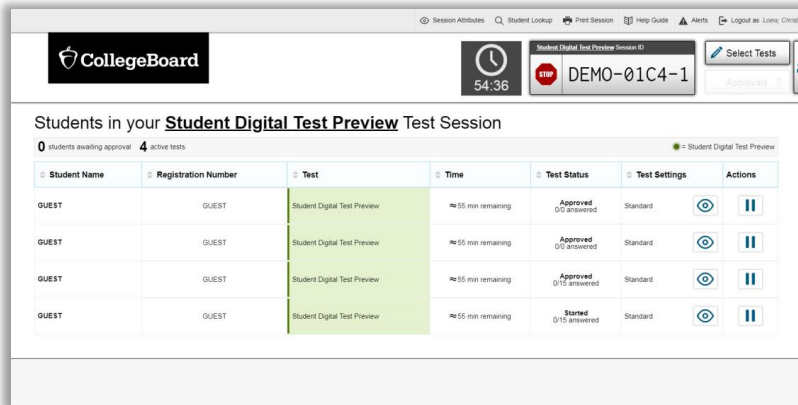 Session Attributes Student Lookup Print Session Help Guide Alerts Logout as Loew, Christ
CollegeBoard
54:36
Student Digital Test Preview Session ID
STOP DEMO-01C4-1
Select Tests
Approvals 0
Students in your Student Digital Test Preview Test Session
0 students awaiting approval 4 active tests = Student Digital Test Preview
Student Name Registration Number Test Time Test Status Test Settings Actions
GUEST GUEST Student Digital Test Preview ≈55 min remaining Approved Standard
0/0 answered
GUEST GUEST Student Digital Test Preview ≈55 min remaining Approved Standard
0/0 answered
GUEST GUEST Student Digital Test Preview ≈55 min remaining Approved Standard
0/15 answered
GUEST GUEST Student Digital Test Preview ≈55 min remaining Started Standard
0/15 answered